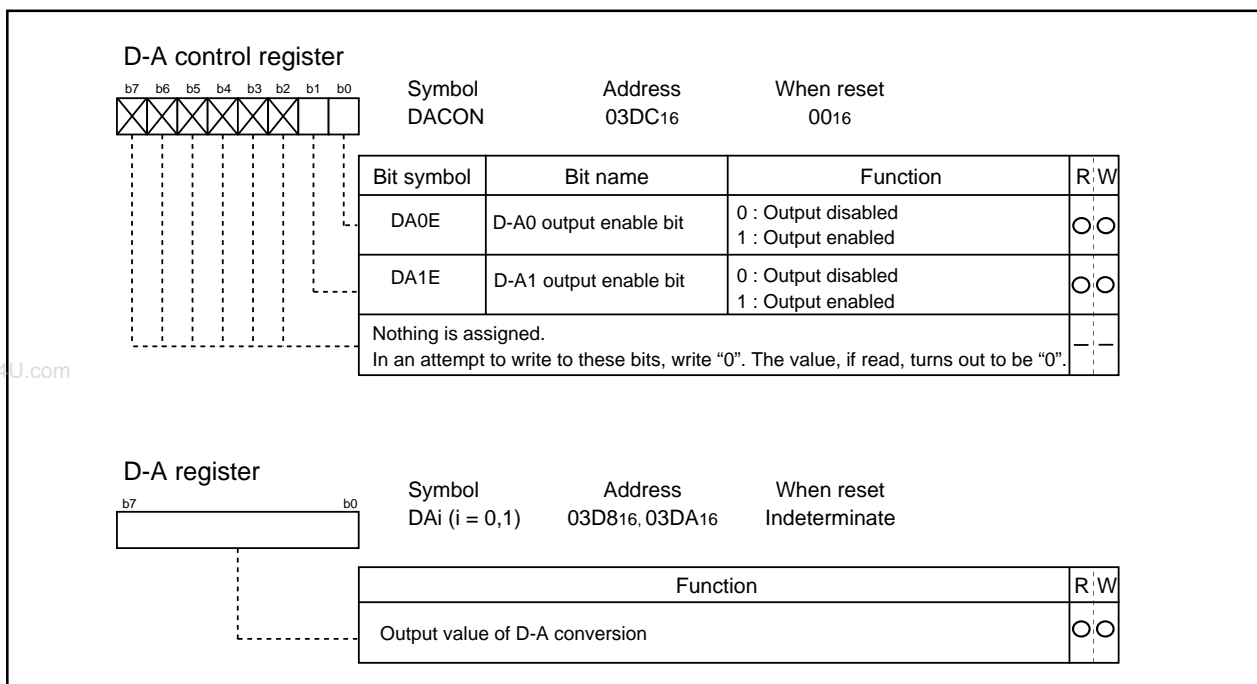 D-A control register
b7 b6 b5 b4 b3 b2 b1 b0
Symbol Address When reset
DACON 03DC16 0016
Bit symbol Bit name Function R W
DA0E D-A0 output enable bit 0 : Output disabled
1 : Output enabled
DA1E D-A1 output enable bit 0 : Output disabled
1 : Output enabled
Nothing is assigned.
In an attempt to write to these bits, write “0”. The value, if read, turns out to be “0”.
4U.com
D-A register
b7 b0
Symbol Address When reset
DAi (i = 0,1) 03D816, 03DA16 Indeterminate
Function R W
Output value of D-A conversion